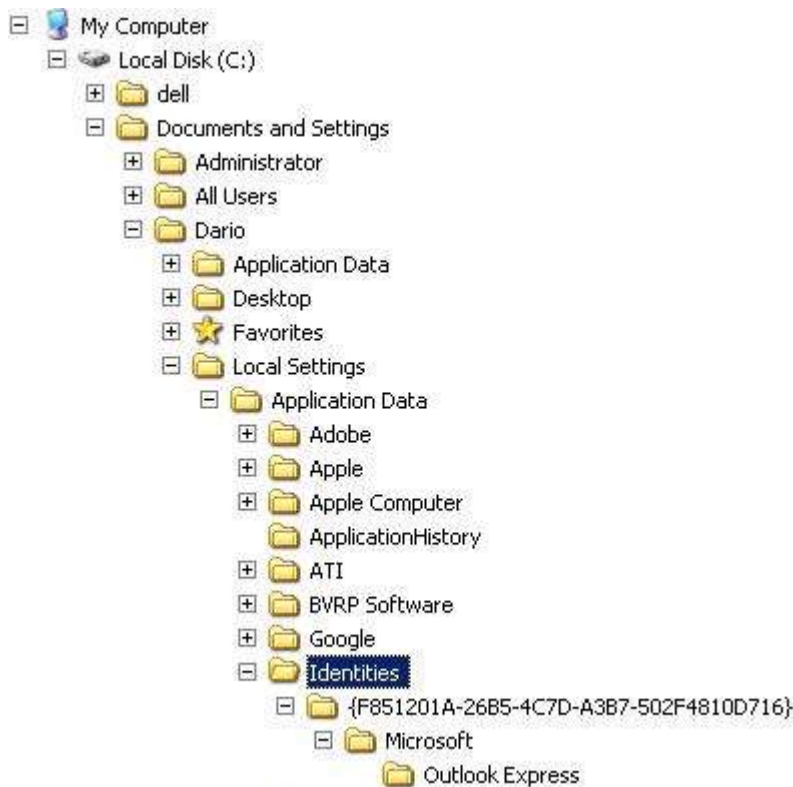 My Computer
Local Disk (C:)
dell
Documents and Settings
Administrator
All Users
Dario
Application Data
Desktop
Favorites
Local Settings
Application Data
Adobe
Apple
Apple Computer
ApplicationHistory
ATI
BVRP Software
Google
Identities
{F851201A-26B5-4C7D-A3B7-502F4810D716}
Microsoft
Outlook Express